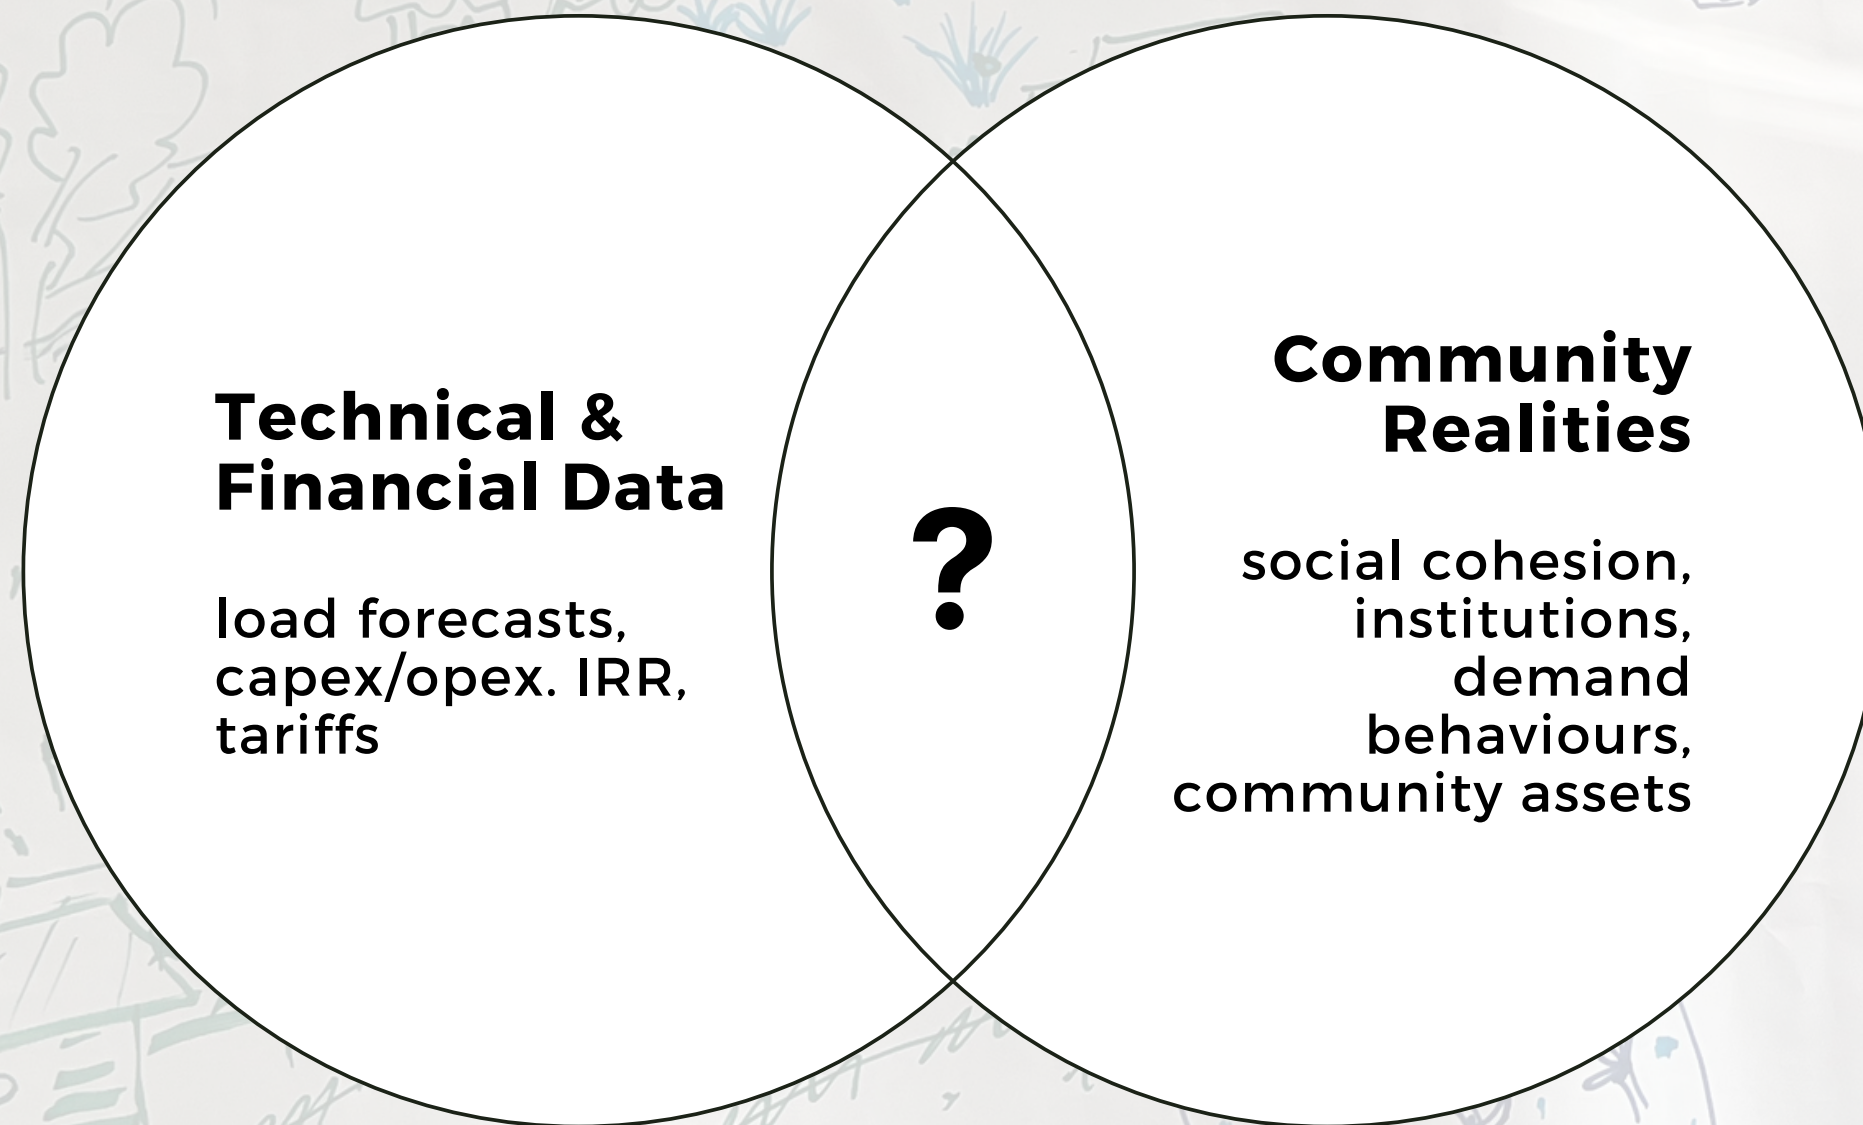 Technical &
Financial Data
load forecasts,
capex/opex. IRR,
tariffs
?
Community
Realities
social cohesion,
institutions,
demand
behaviours,
community assets